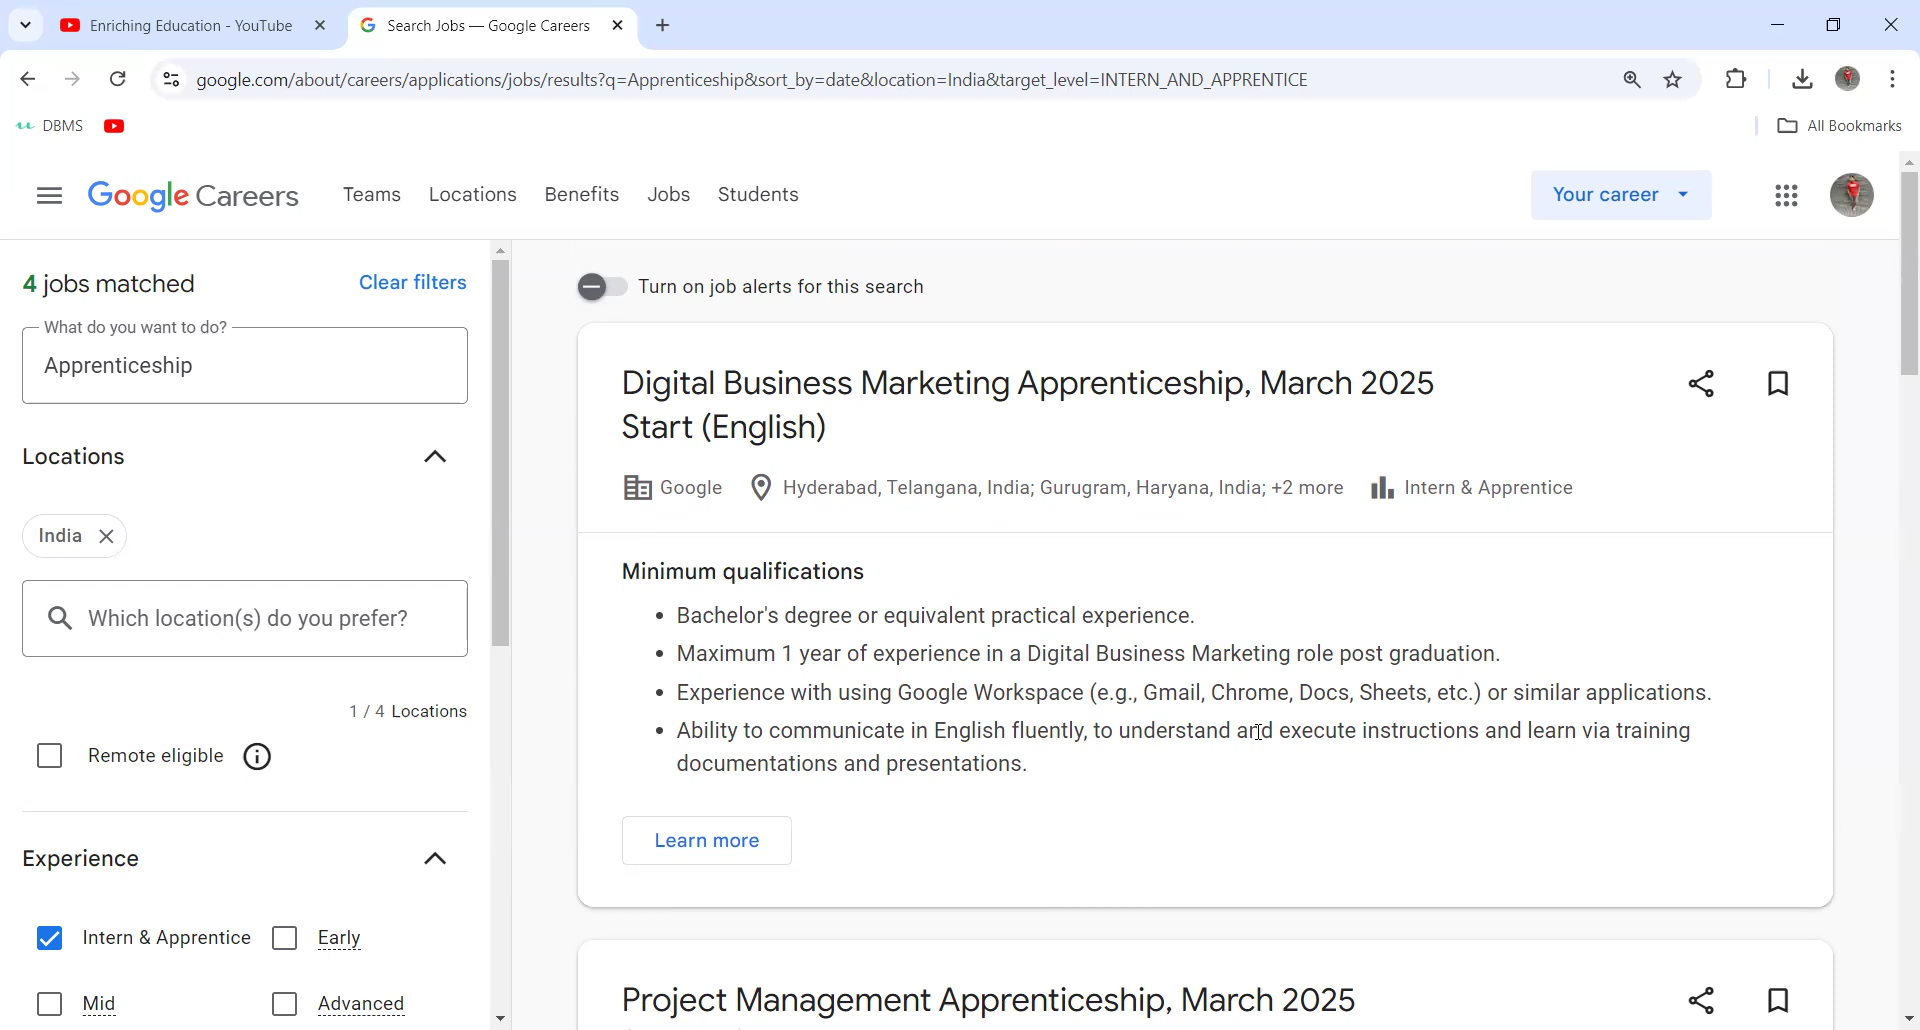 Enriching Education - YouTube
Search Jobs — Google Careers
google.com/about/careers/applications/jobs/results?q=Apprenticeship&sort_by=date&location=India&target_level=INTERN_AND_APPRENTICE
DBMS
All Bookmarks
Google Careers
Teams
Locations
Benefits
Jobs
Students
Your career
4 jobs matched
Clear filters
What do you want to do?
Apprenticeship
Locations
India
Which location(s) do you prefer?
1 / 4 Locations
Remote eligible
Experience
Intern & Apprentice
Early
Mid
Advanced
Turn on job alerts for this search
Digital Business Marketing Apprenticeship, March 2025
Start (English)
Google
Hyderabad, Telangana, India; Gurugram, Haryana, India; +2 more
Intern & Apprentice
Minimum qualifications
• Bachelor's degree or equivalent practical experience.
• Maximum 1 year of experience in a Digital Business Marketing role post graduation.
• Experience with using Google Workspace (e.g., Gmail, Chrome, Docs, Sheets, etc.) or similar applications.
• Ability to communicate in English fluently, to understand and execute instructions and learn via training
documentations and presentations.
Learn more
Project Management Apprenticeship, March 2025